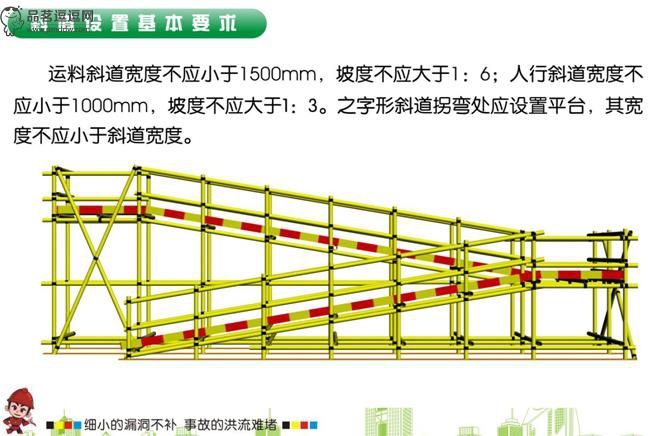 品茗逗逗网
斜道设置基本要求
运料斜道宽度不应小于1500mm，坡度不应大于1：6；人行斜道宽度不
应小于1000mm，坡度不应大于1：3。之字形斜道拐弯处应设置平台，其宽
度不应小于斜道宽度。
细小的漏洞不补 事故的洪流难堵